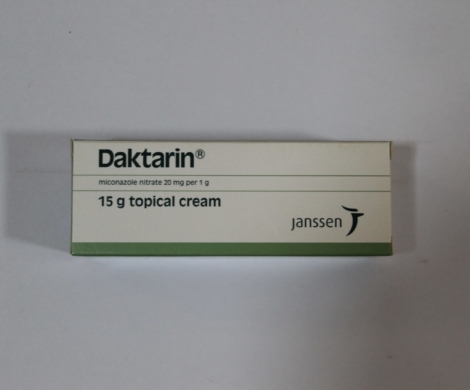 Daktarin®
miconazole nitrate 20 mg per 1 g
15 g topical cream
janssen